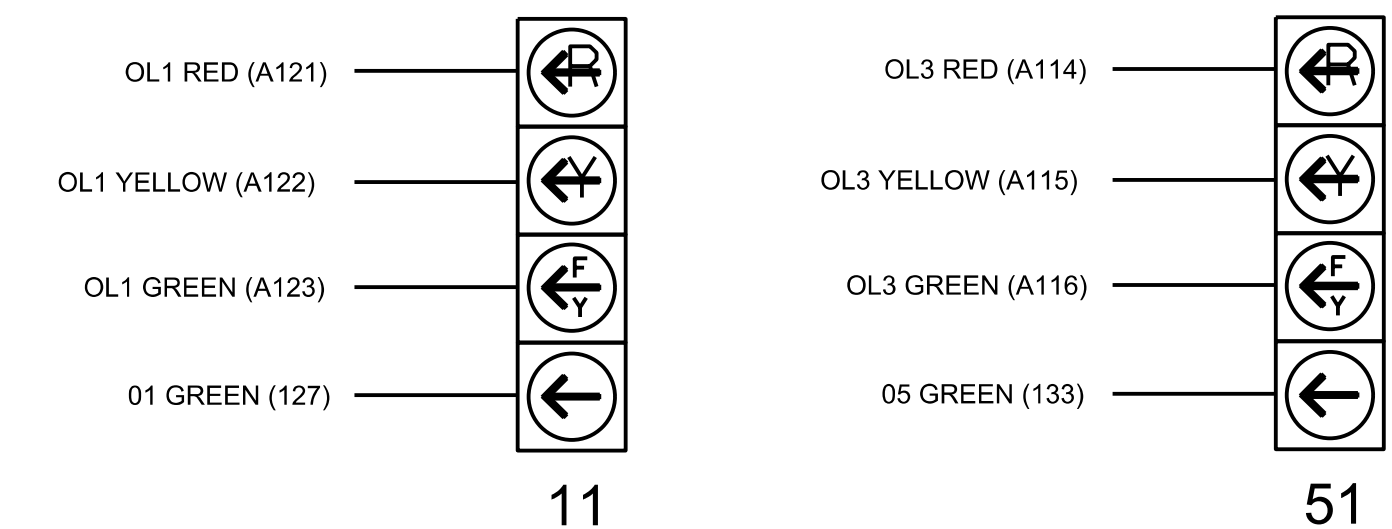 OL1 RED (A121)
R
OL1 YELLOW (A122)
Y
OL1 GREEN (A123)
F
Y
01 GREEN (127)
11
OL3 RED (A114)
R
OL3 YELLOW (A115)
Y
OL3 GREEN (A116)
F
Y
05 GREEN (133)
51